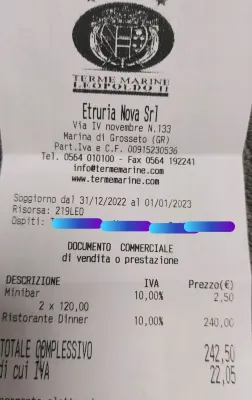 TERME MARINE
LEOPOLDO II
Etruria Nova Srl
Via IV novembre N.133
Marina di Grosseto (GR)
Part.Iva e C.F. 00915230536
Tel. 0564 010100 - Fax 0564 192241
info@termemarine.com
www.termemarine.com
Soggiorno dal 31/12/2022 al 01/01/2023
Risorsa: 219LEO
Ospiti:
DOCUMENTO COMMERCIALE
di vendita o prestazione
DESCRIZIONE IVA Prezzo(€)
Minibar 10,00% 2,50
2 x 120,00
Ristorante Dinner 10,00% 240,00
TOTALE COMPLESSIVO 242,50
di cui IVA 22,05